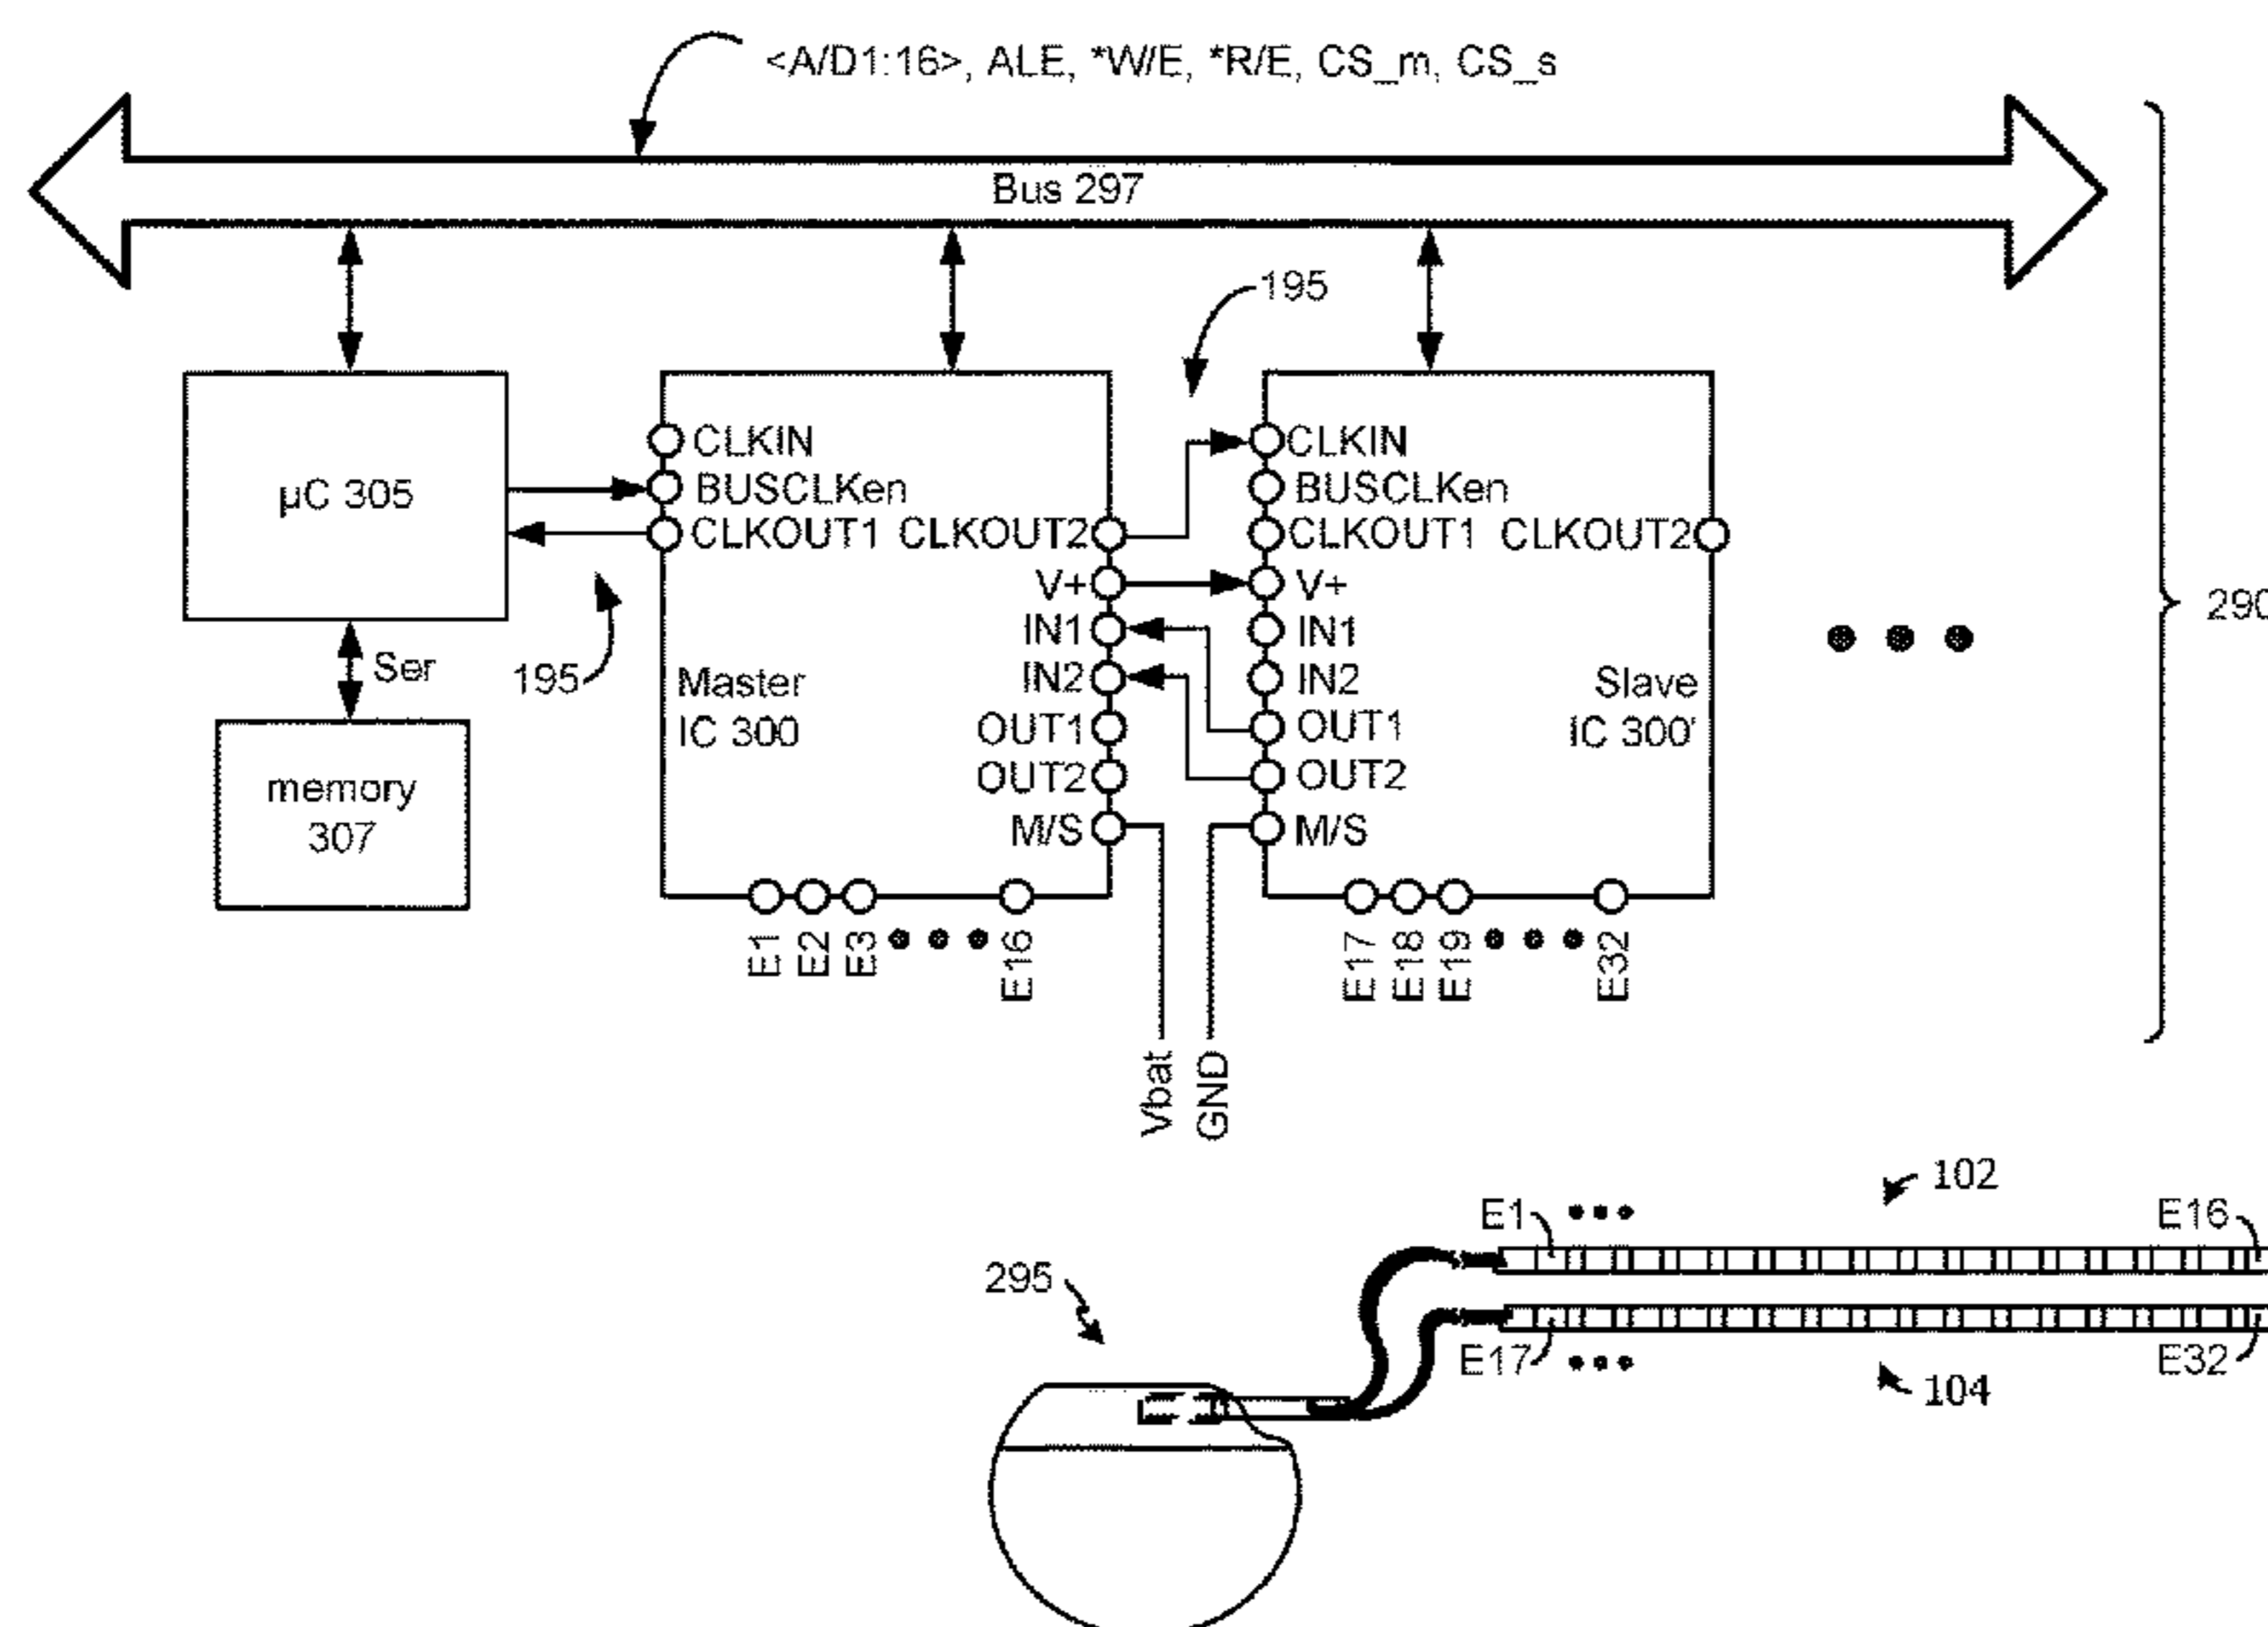 <A/D1:16>, ALE, *W/E, *R/E, CS_m, CS_s
Bus 297
195
290
µC 305
CLKIN
BUSCLKen
CLKOUT1 CLKOUT2
V+
IN1
IN2
OUT1
OUT2
M/S
Master
IC 300
195
Ser
memory
307
E1 E2 E3 E16
CLKIN
BUSCLKen
CLKOUT1 CLKOUT2
V+
IN1
IN2
OUT1
OUT2
M/S
Slave
IC 300'
E17 E18 E19 E32
Vbat
GND
102
E1
E16
295
E17
E32
104